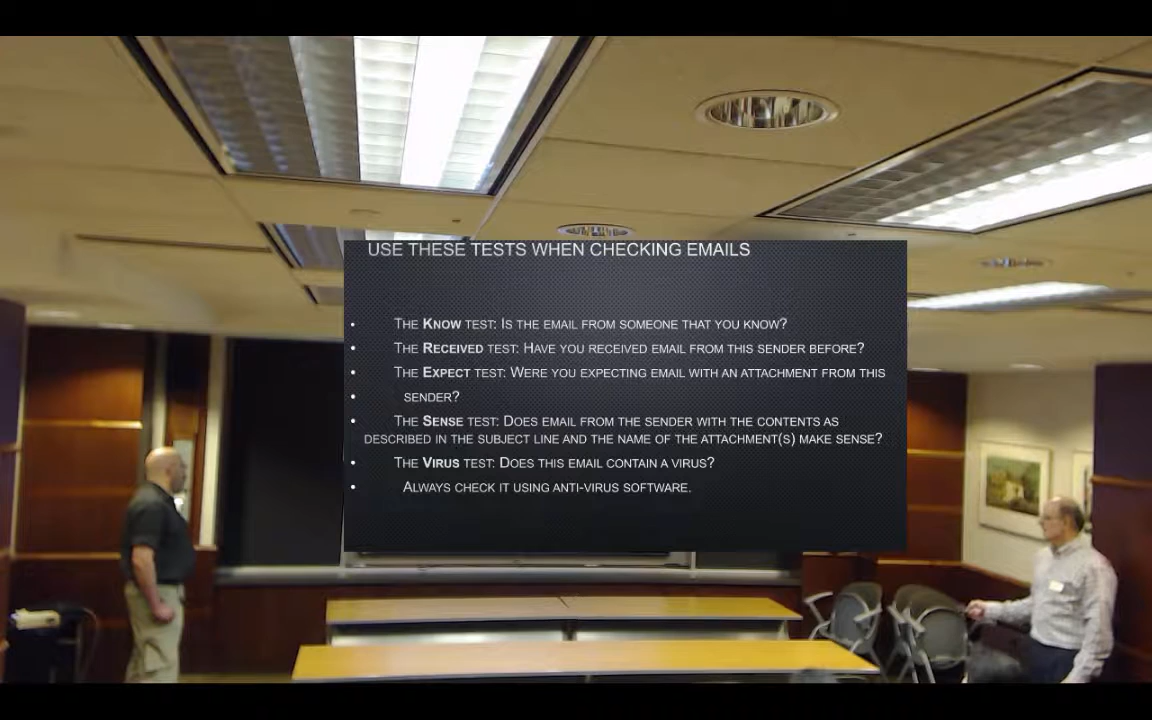 USE THESE TESTS WHEN CHECKING EMAILS
• THE KNOW TEST: IS THE EMAIL FROM SOMEONE THAT YOU KNOW?
• THE RECEIVED TEST: HAVE YOU RECEIVED EMAIL FROM THIS SENDER BEFORE?
• THE EXPECT TEST: WERE YOU EXPECTING EMAIL WITH AN ATTACHMENT FROM THIS
• SENDER?
• THE SENSE TEST: DOES EMAIL FROM THE SENDER WITH THE CONTENTS AS
DESCRIBED IN THE SUBJECT LINE AND THE NAME OF THE ATTACHMENT(S) MAKE SENSE?
• THE VIRUS TEST: DOES THIS EMAIL CONTAIN A VIRUS?
• ALWAYS CHECK IT USING ANTI-VIRUS SOFTWARE.